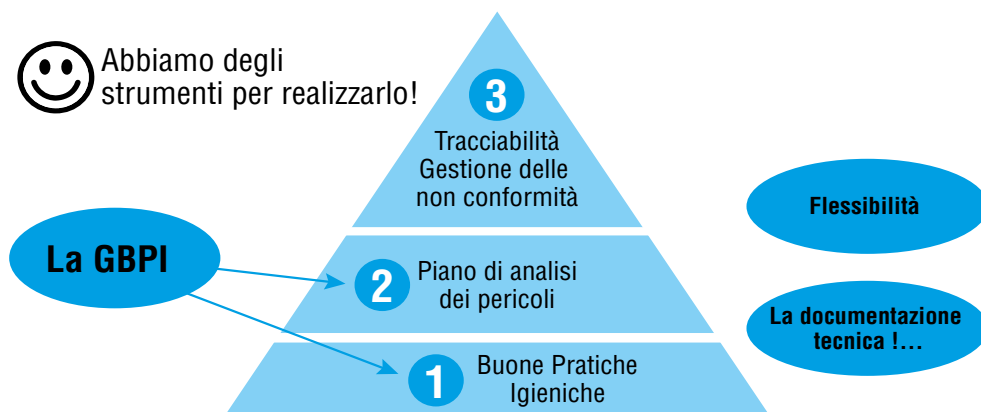 Abbiamo degli
strumenti per realizzarlo!
3
Tracciabilità
Gestione delle
non conformità
Flessibilità
La GBPI
2
Piano di analisi
dei pericoli
La documentazione
tecnica !...
1
Buone Pratiche
Igieniche